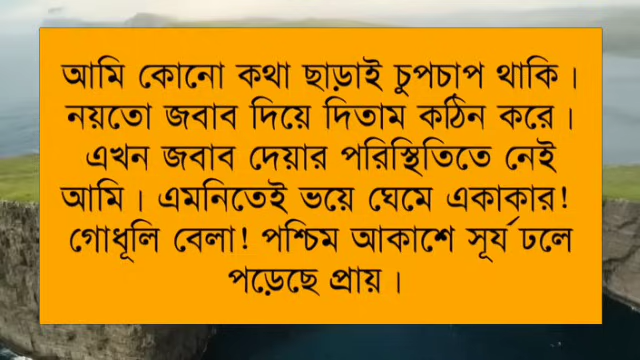 আমি কোনো কথা ছাড়াই চুপচাপ থাকি।
নয়তো জবাব দিয়ে দিতাম কঠিন করে।
এখন জবাব দেয়ার পরিস্থিতিতে নেই
আমি। এমনিতেই ভয়ে ঘেমে একাকার!
গোধূলি বেলা! পশ্চিম আকাশে সূর্য ঢলে
পড়েছে প্রায়।